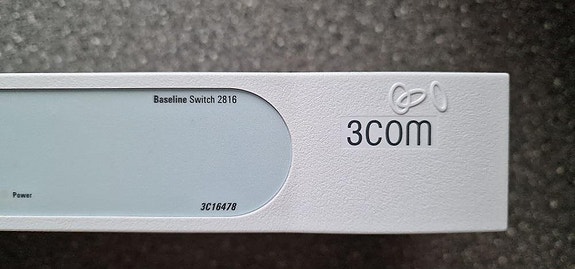 Baseline Switch 2816
3com
Power
3C16478